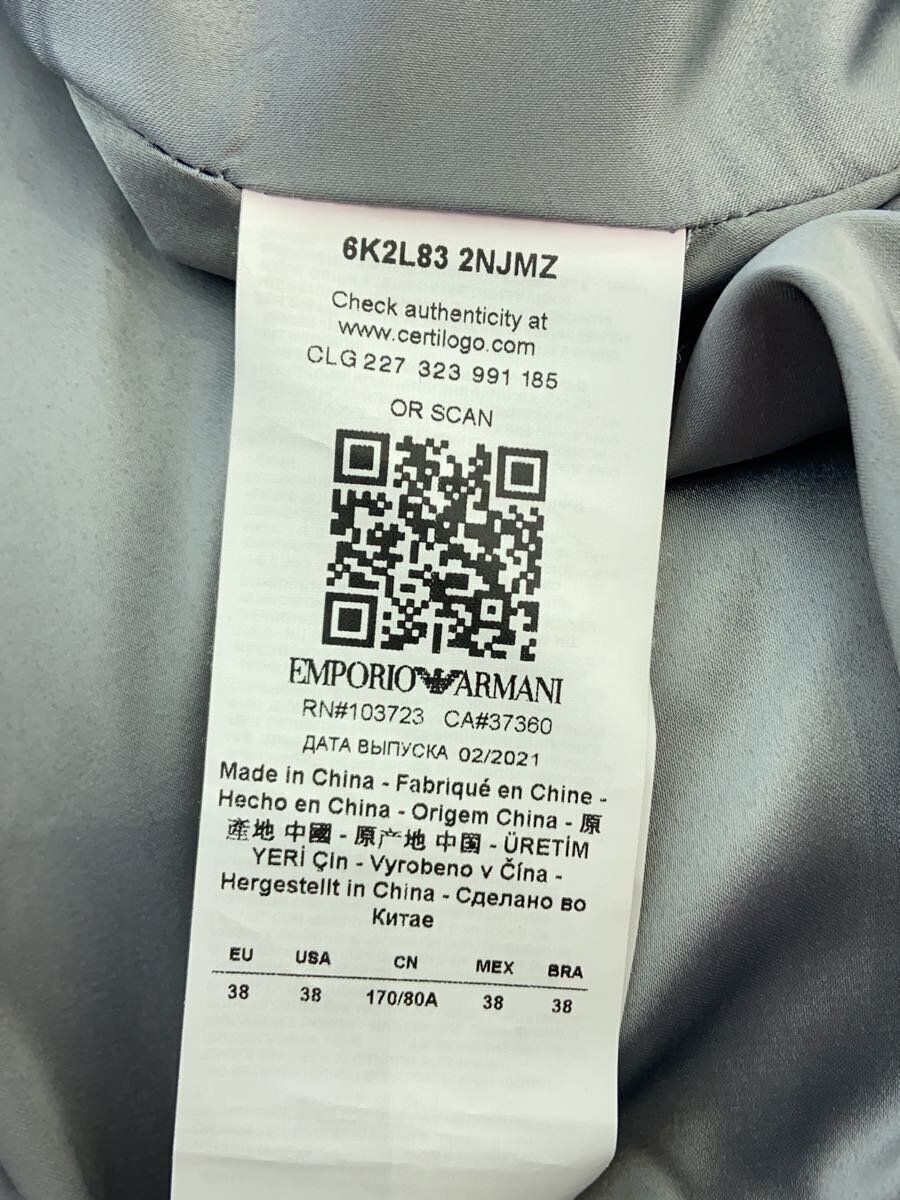 6K2L83 2NJMZ
Check authenticity at
www.certilogo.com
CLG 227 323 991 185
OR SCAN
EMPORIO ARMANI
RN#103723 CA#37360
ДАТА ВЫПУСКА 02/2021
Made in China - Fabriqué en Chine -
Hecho en China - Origem China - 原
產地 中國 - 原产地 中国 - ÜRETİM
YERİ Çin - Vyrobeno v Čína -
Hergestellt in China - Сделано во
Китае
EU USA CN MEX BRA
38 38 170/80A 38 38